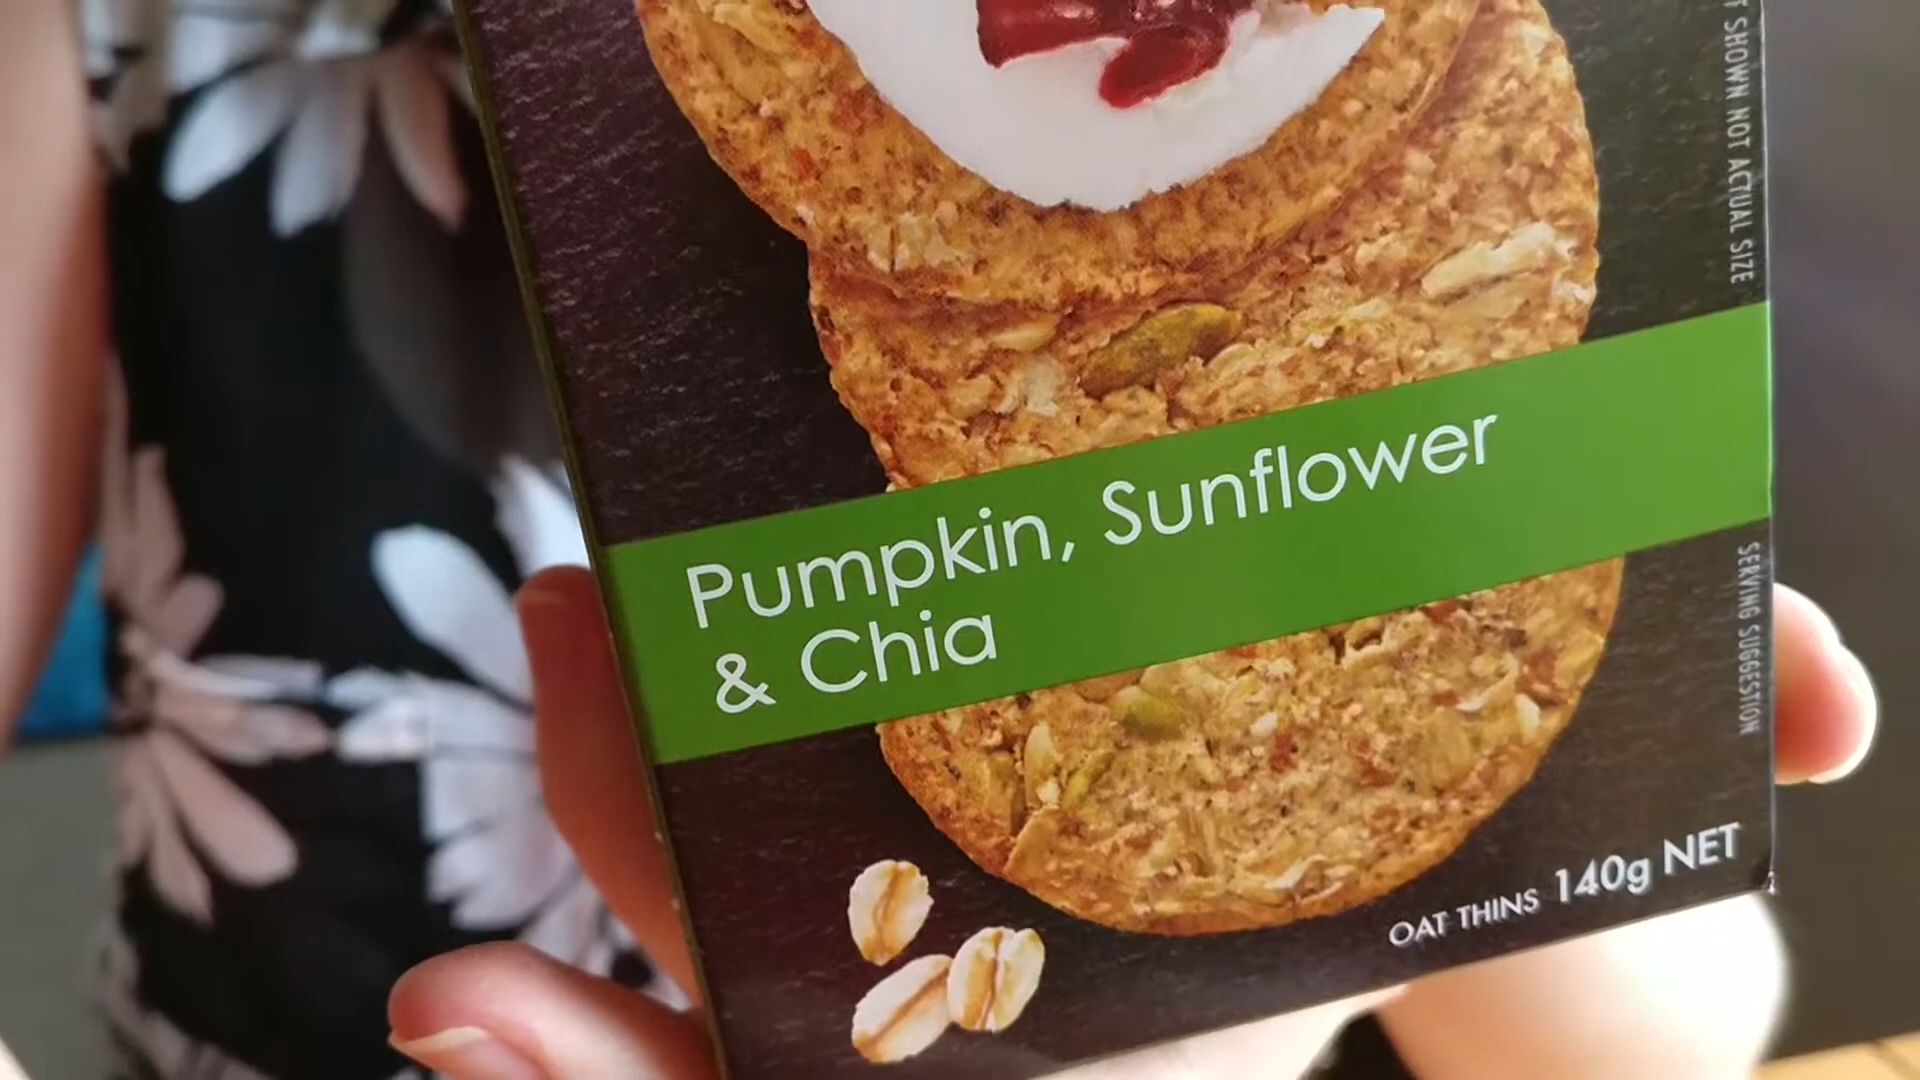 T SHOWN NOT ACTUAL SIZE
Pumpkin, Sunflower
& Chia
SERVING SUGGESTION
OAT THINS 140g NET